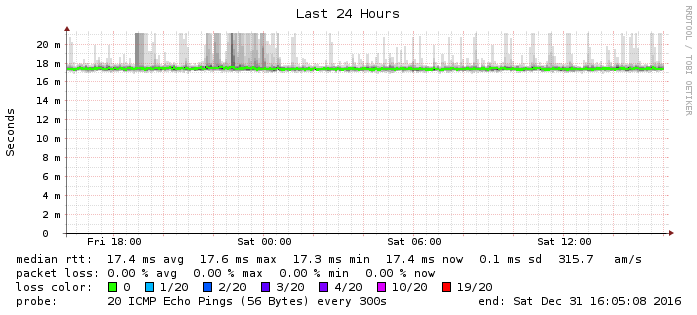 Last 24 Hours
RRDTOOL / TOBI OETIKER
Seconds
20 m
18 m
16 m
14 m
12 m
10 m
8 m
6 m
4 m
2 m
0
Fri 18:00 Sat 00:00 Sat 06:00 Sat 12:00
median rtt: 17.4 ms avg 17.6 ms max 17.3 ms min 17.4 ms now 0.1 ms sd 315.7 am/s
packet loss: 0.00 % avg 0.00 % max 0.00 % min 0.00 % now
loss color: 0 1/20 2/20 3/20 4/20 10/20 19/20
probe: 20 ICMP Echo Pings (56 Bytes) every 300s end: Sat Dec 31 16:05:08 2016